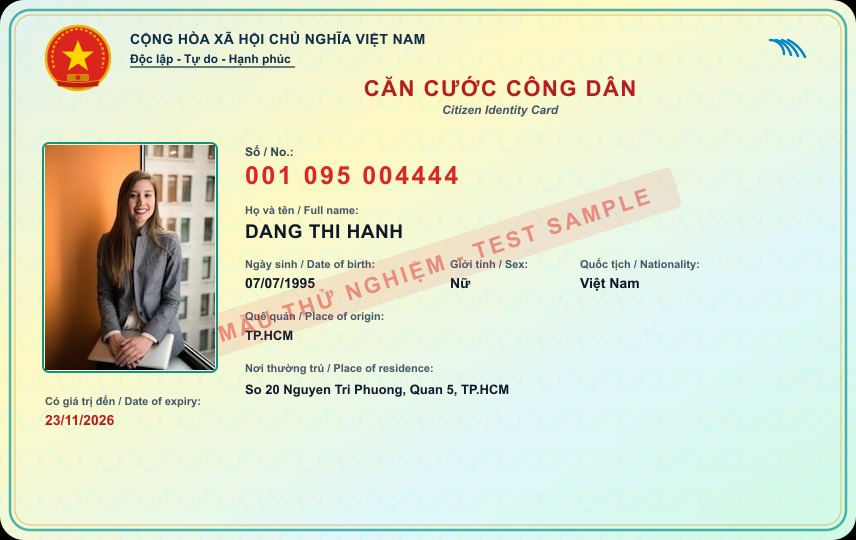 CỘNG HÒA XÃ HỘI CHỦ NGHĨA VIỆT NAM
Độc lập - Tự do - Hạnh phúc
CĂN CƯỚC CÔNG DÂN
Citizen Identity Card
Số / No.:
001 095 004444
Họ và tên / Full name:
DANG THI HANH
Ngày sinh / Date of birth: Giới tính / Sex: Quốc tịch / Nationality:
07/07/1995 Nữ Việt Nam
MẪU THỬ NGHIỆM - TEST SAMPLE
Quê quán / Place of origin:
TP.HCM
Nơi thường trú / Place of residence:
So 20 Nguyen Tri Phuong, Quan 5, TP.HCM
Có giá trị đến / Date of expiry:
23/11/2026